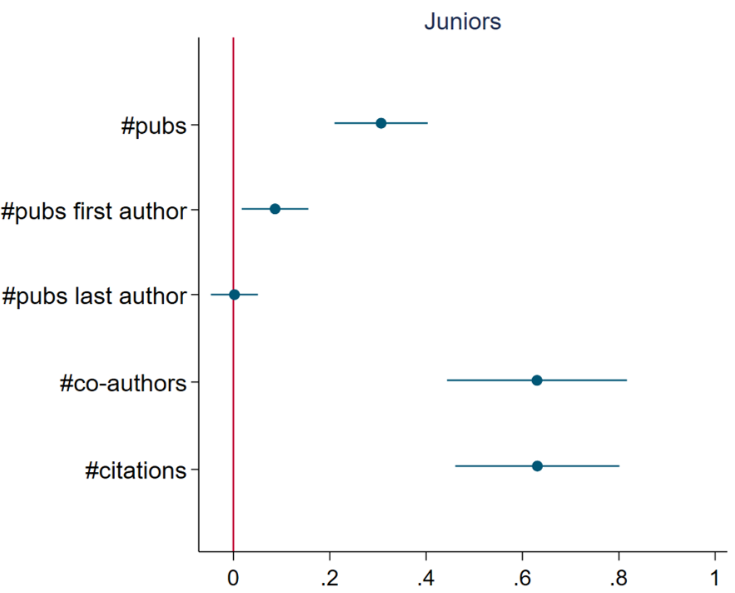 Juniors
#pubs
#pubs first author
#pubs last author
#co-authors
#citations
0 .2 .4 .6 .8 1